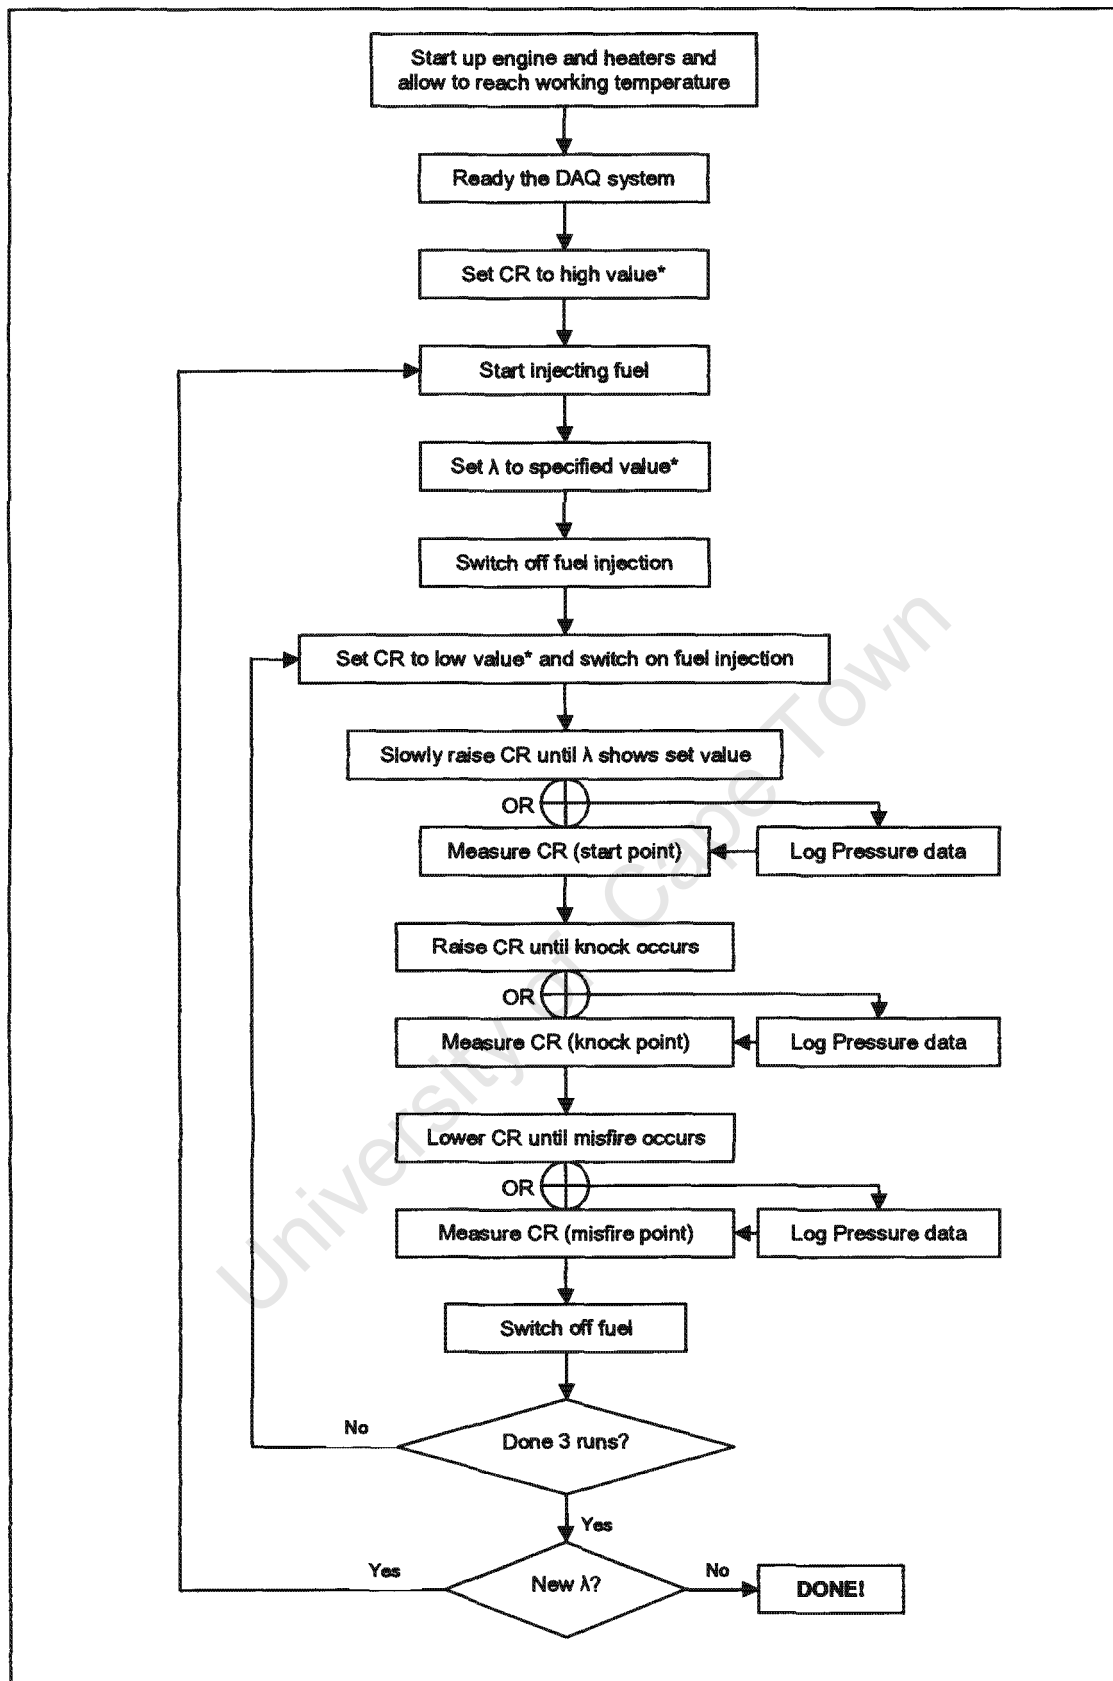 Start up engine and heaters and
allow to reach working temperature
Ready the DAQ system
Set CR to high value*
Start injecting fuel
Set λ to specified value*
Switch off fuel injection
Set CR to low value* and switch on fuel injection
Slowly raise CR until λ shows set value
OR
Measure CR (start point)
Log Pressure data
Raise CR until knock occurs
OR
Measure CR (knock point)
Log Pressure data
Lower CR until misfire occurs
OR
Measure CR (misfire point)
Log Pressure data
Switch off fuel
No
Done 3 runs?
Yes
Yes
New λ?
No
DONE!
University of Cape Town